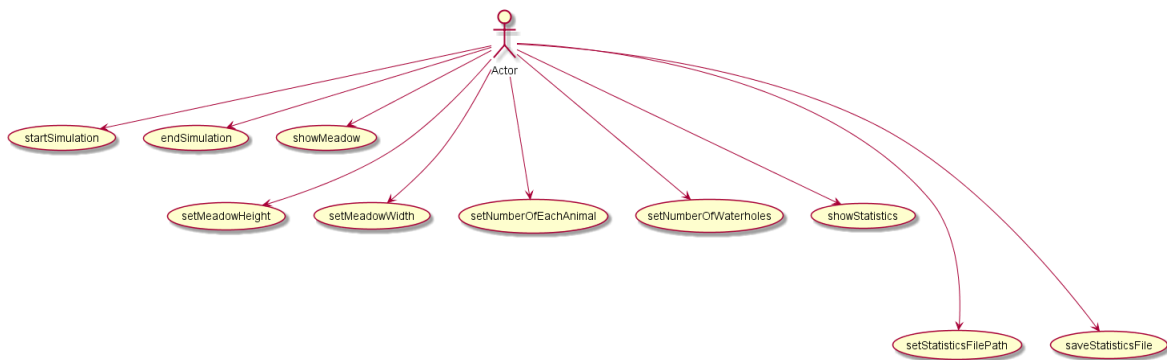 Actor
startSimulation
endSimulation
showMeadow
setMeadowHeight
setMeadowWidth
setNumberOfEachAnimal
setNumberOfWaterholes
showStatistics
setStatisticsFilePath
saveStatisticsFile